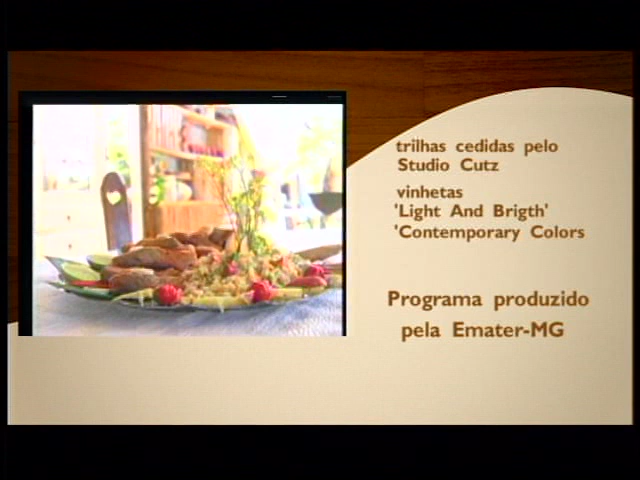 trilhas cedidas pelo
Studio Cutz
vinhetas
'Light And Brigth'
'Contemporary Colors
Programa produzido
pela Emater-MG